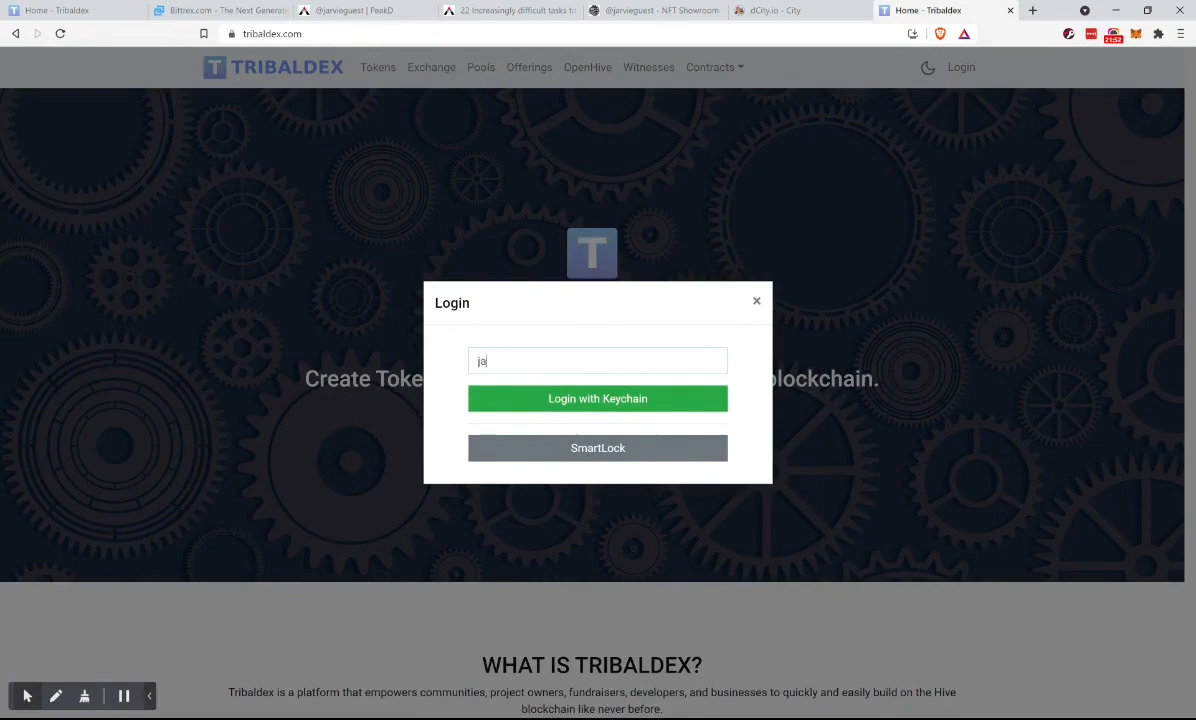 Home - Tribaldex
Bittrex.com - The Next Generati
@jarvieguest | PeakD
22 Increasingly difficult tasks to
@jarvieguest - NFT Showroom
dCity.io - City
Home - Tribaldex
tribaldex.com
21:52
T TRIBALDEX
Tokens
Exchange
Pools
Offerings
OpenHive
Witnesses
Contracts
Login
T
Create Toke
blockchain.
Login
×
ja
Login with Keychain
SmartLock
WHAT IS TRIBALDEX?
Tribaldex is a platform that empowers communities, project owners, fundraisers, developers, and businesses to quickly and easily build on the Hive
blockchain like never before.